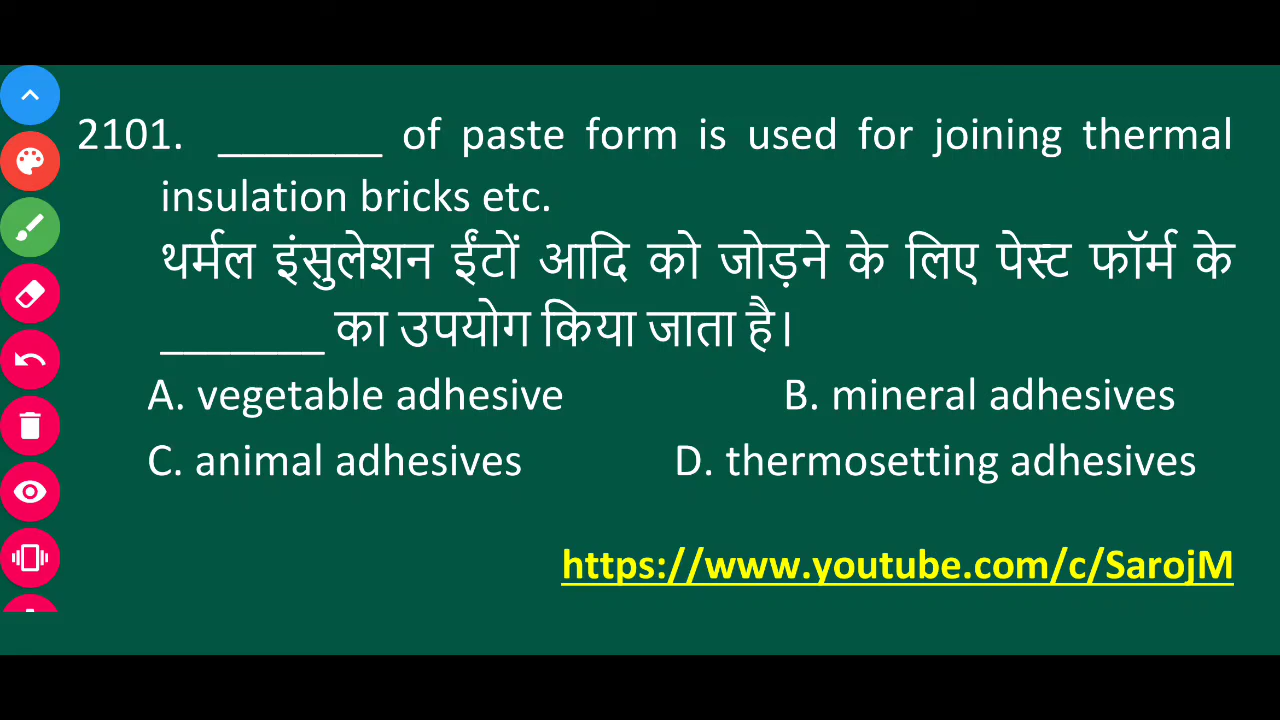 2101. _______ of paste form is used for joining thermal
insulation bricks etc.
थर्मल इंसुलेशन ईंटों आदि को जोड़ने के लिए पेस्ट फॉर्म के
_______ का उपयोग किया जाता है।
A. vegetable adhesive B. mineral adhesives
C. animal adhesives D. thermosetting adhesives
https://www.youtube.com/c/SarojM